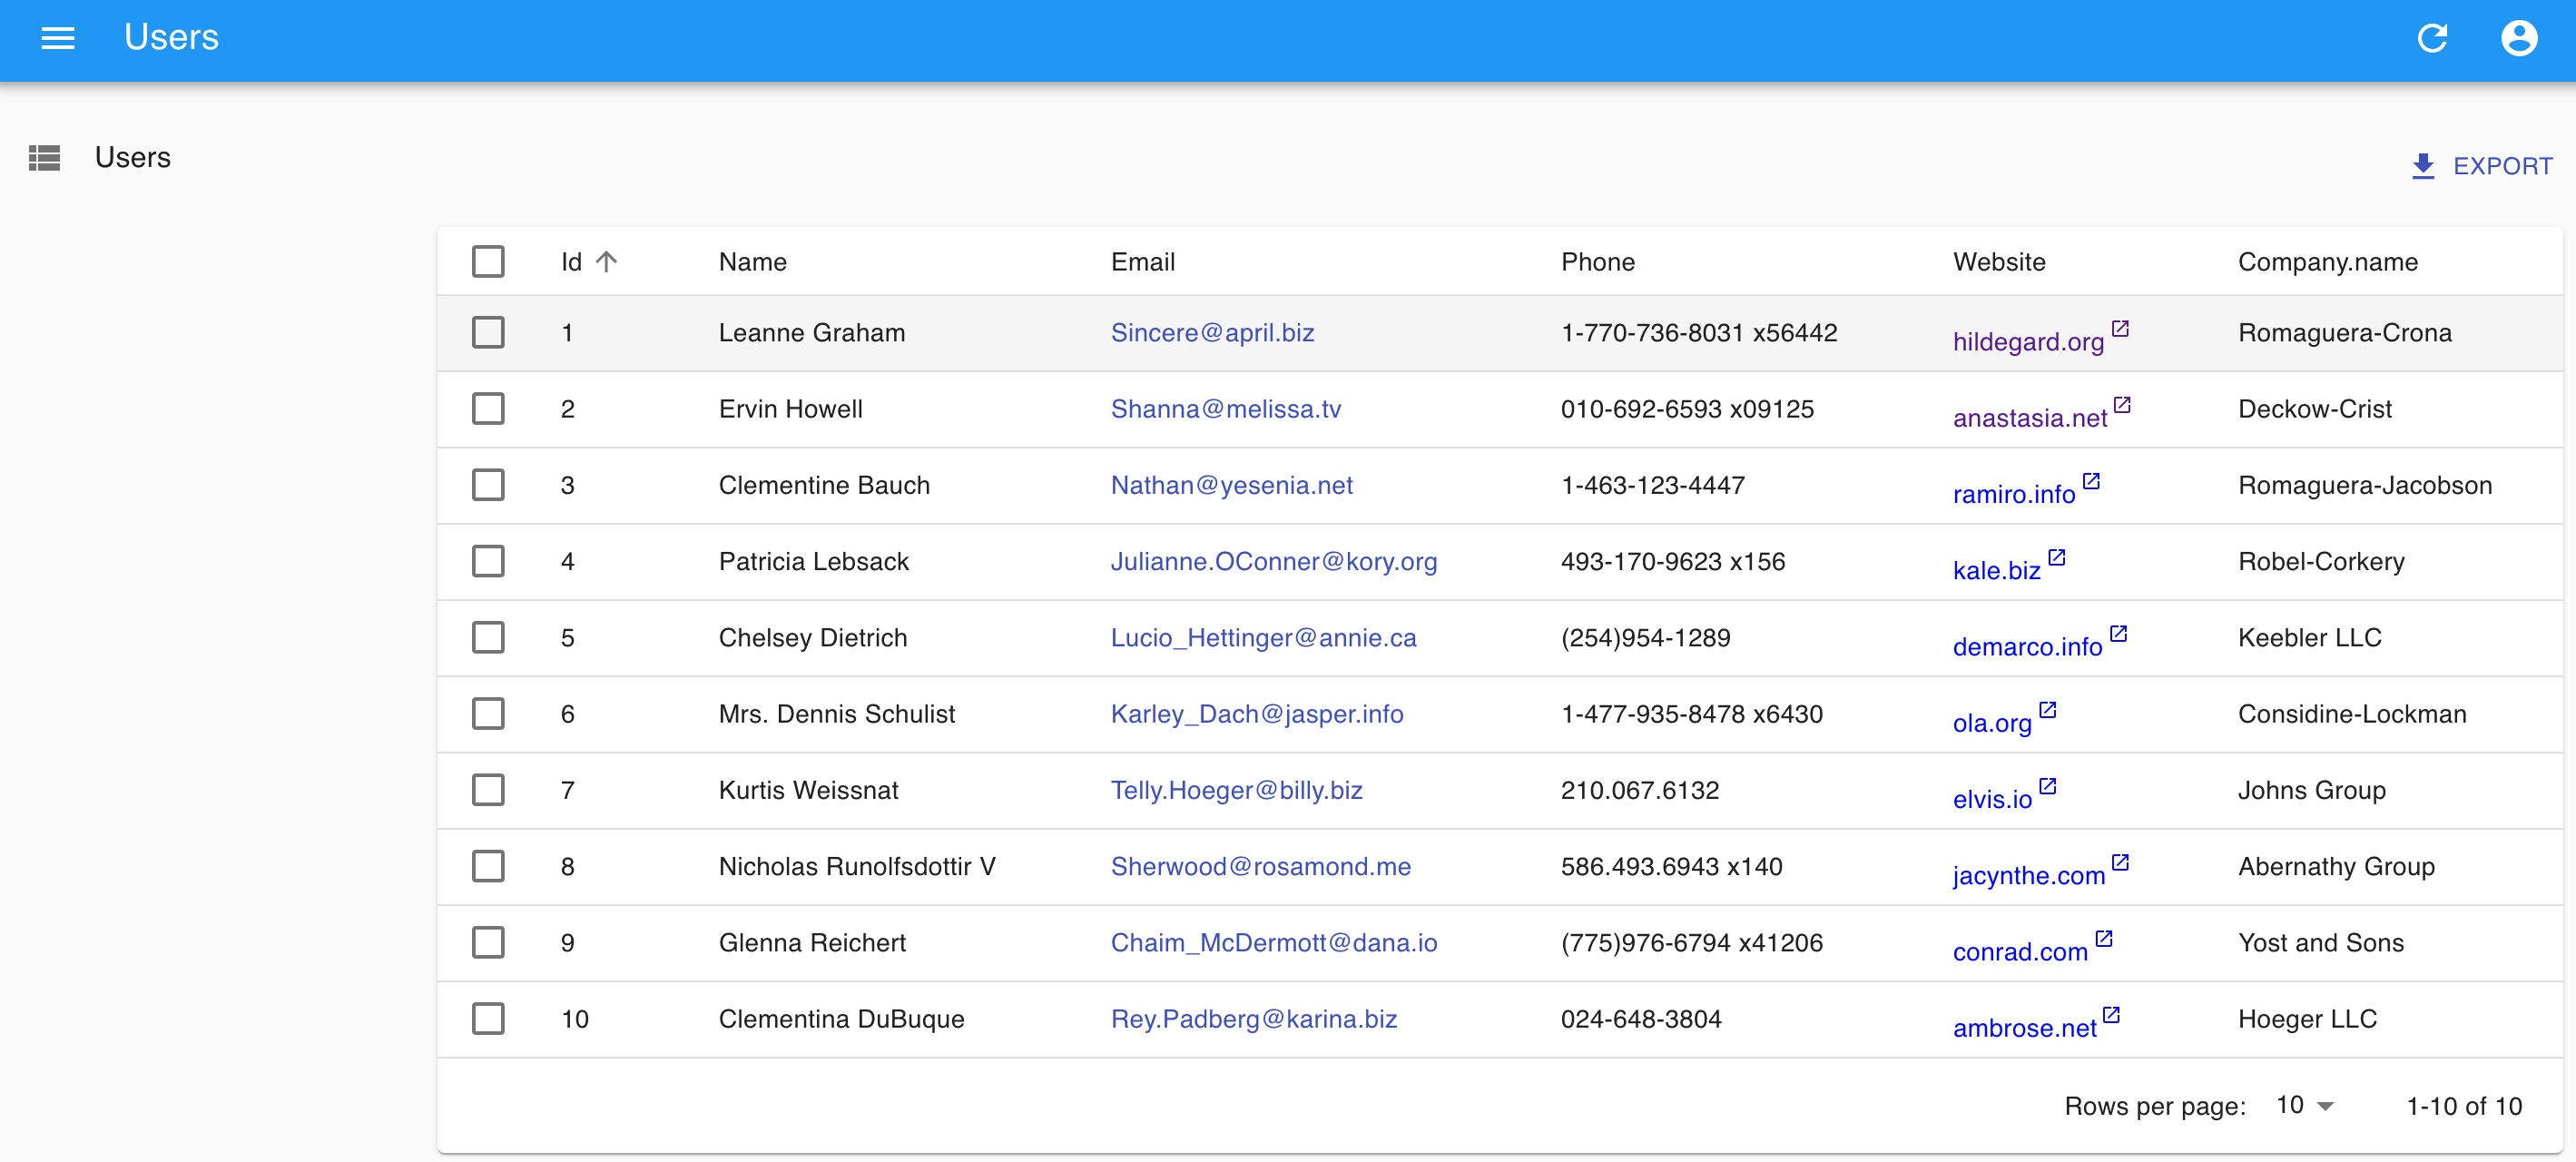 Users
Users
EXPORT
Id Name Email Phone Website Company.name
1 Leanne Graham Sincere@april.biz 1-770-736-8031 x56442 hildegard.org Romaguera-Crona
2 Ervin Howell Shanna@melissa.tv 010-692-6593 x09125 anastasia.net Deckow-Crist
3 Clementine Bauch Nathan@yesenia.net 1-463-123-4447 ramiro.info Romaguera-Jacobson
4 Patricia Lebsack Julianne.OConner@kory.org 493-170-9623 x156 kale.biz Robel-Corkery
5 Chelsey Dietrich Lucio_Hettinger@annie.ca (254)954-1289 demarco.info Keebler LLC
6 Mrs. Dennis Schulist Karley_Dach@jasper.info 1-477-935-8478 x6430 ola.org Considine-Lockman
7 Kurtis Weissnat Telly.Hoeger@billy.biz 210.067.6132 elvis.io Johns Group
8 Nicholas Runolfsdottir V Sherwood@rosamond.me 586.493.6943 x140 jacynthe.com Abernathy Group
9 Glenna Reichert Chaim_McDermott@dana.io (775)976-6794 x41206 conrad.com Yost and Sons
10 Clementina DuBuque Rey.Padberg@karina.biz 024-648-3804 ambrose.net Hoeger LLC
Rows per page: 10 1-10 of 10